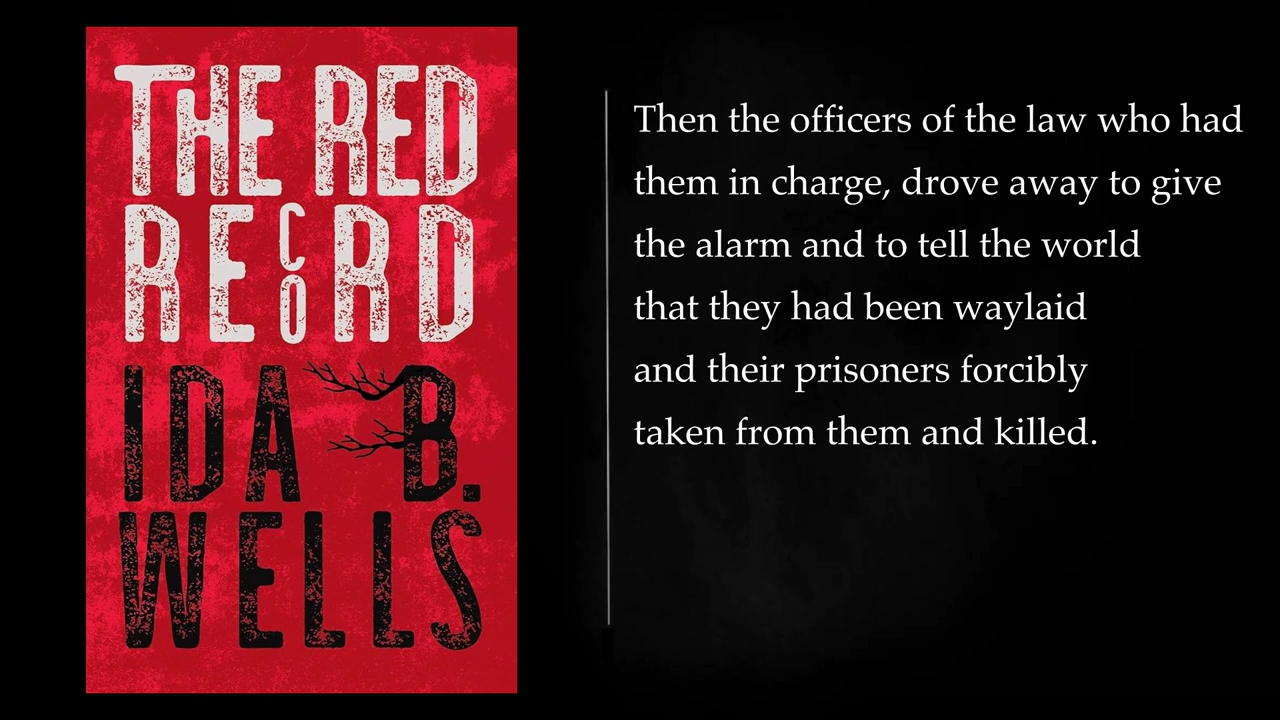 THE RED
RECORD
IDA B.
WELLS
Then the officers of the law who had
them in charge, drove away to give
the alarm and to tell the world
that they had been waylaid
and their prisoners forcibly
taken from them and killed.